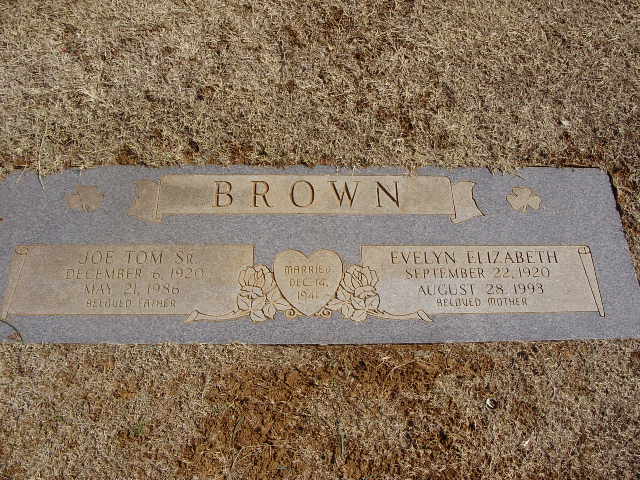 BROWN
JOE TOM SR.
DECEMBER 6, 1920
MAY 21, 1986
BELOVED FATHER
MARRIED
DEC. 14,
EVELYN ELIZABETH
SEPTEMBER 22, 1920
AUGUST 28, 1993
BELOVED MOTHER